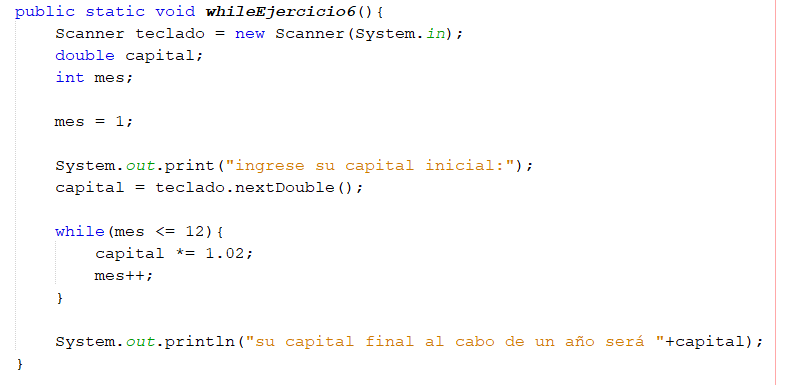 public static void whileEjercicio6(){
Scanner teclado = new Scanner(System.in);
double capital;
int mes;
mes = 1;
System.out.print("ingrese su capital inicial:");
capital = teclado.nextDouble();
while(mes <= 12){
capital *= 1.02;
mes++;
}
System.out.println("su capital final al cabo de un año será "+capital);
}